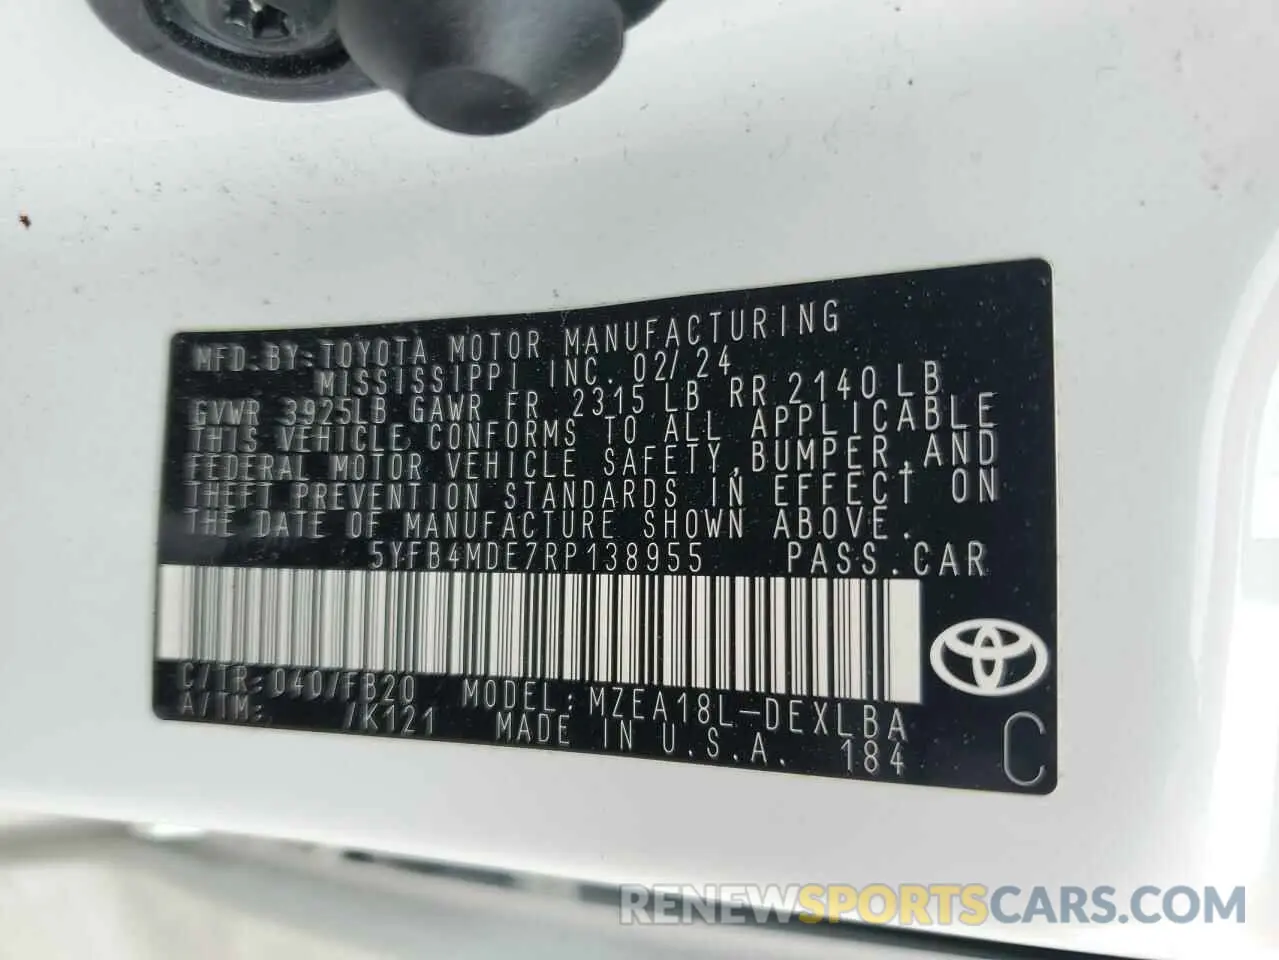 MFD.BY:TOYOTA MOTOR MANUFACTURING
MISSISSIPPI INC. 02/24
GVWR 3925LB GAWR FR 2315 LB RR 2140LB
THIS VEHICLE CONFORMS TO ALL APPLICABLE
FEDERAL MOTOR VEHICLE SAFETY,BUMPER,AND
THEFT PREVENTION STANDARDS IN EFFECT ON
THE DATE OF MANUFACTURE SHOWN ABOVE.
5YFB4MDE7RP138955 PASS.CAR
C/TR:040/FB20 MODEL:MZEA18L-DEXLBA
A/TM: /K121 MADE IN U.S.A. 184
C
RENEWSPORTSCARS.COM